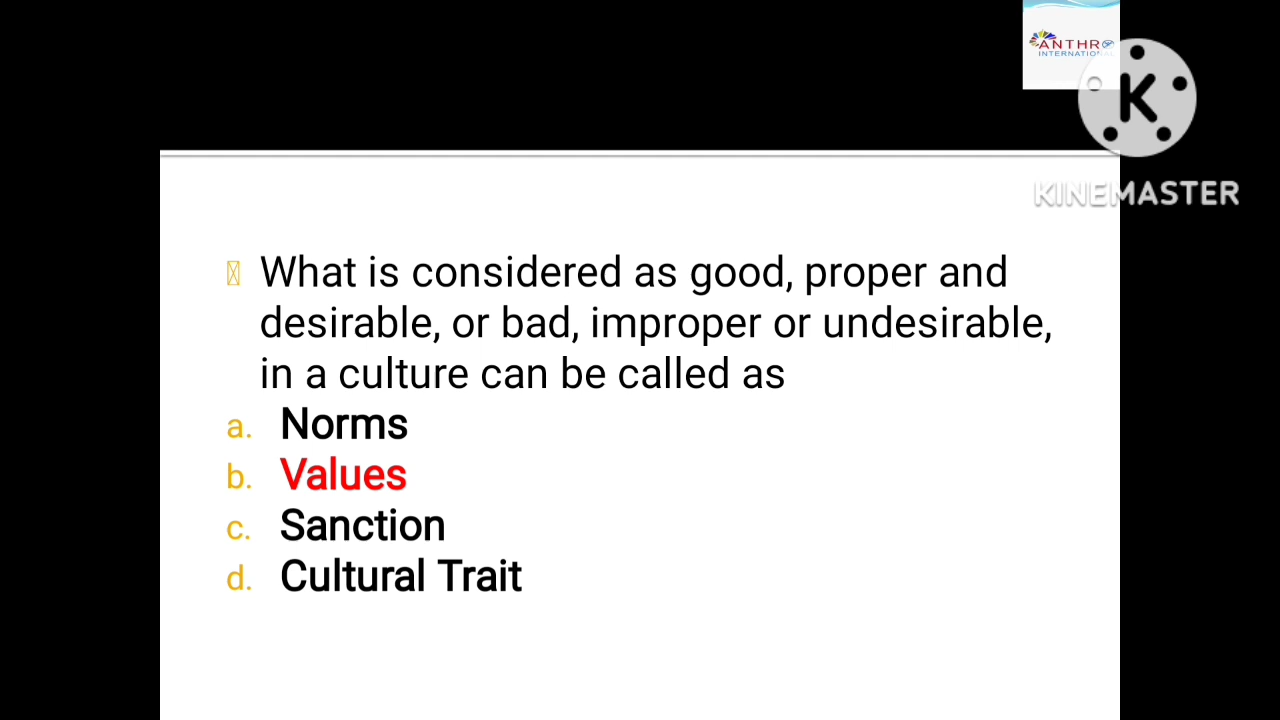 ANTHRO
INTERNATIONAL
K
KINEMASTER
What is considered as good, proper and
desirable, or bad, improper or undesirable,
in a culture can be called as
a. Norms
b. Values
c. Sanction
d. Cultural Trait